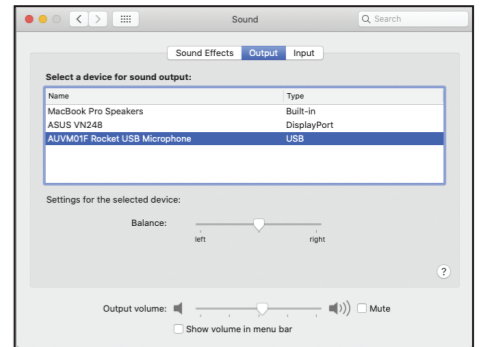 Sound
Search
Sound Effects Output Input
Select a device for sound output:
Name Type
MacBook Pro Speakers Built-in
ASUS VN248 DisplayPort
AUVM01F Rocket USB Microphone USB
Settings for the selected device:
Balance:
left right
?
Output volume: Mute
Show volume in menu bar